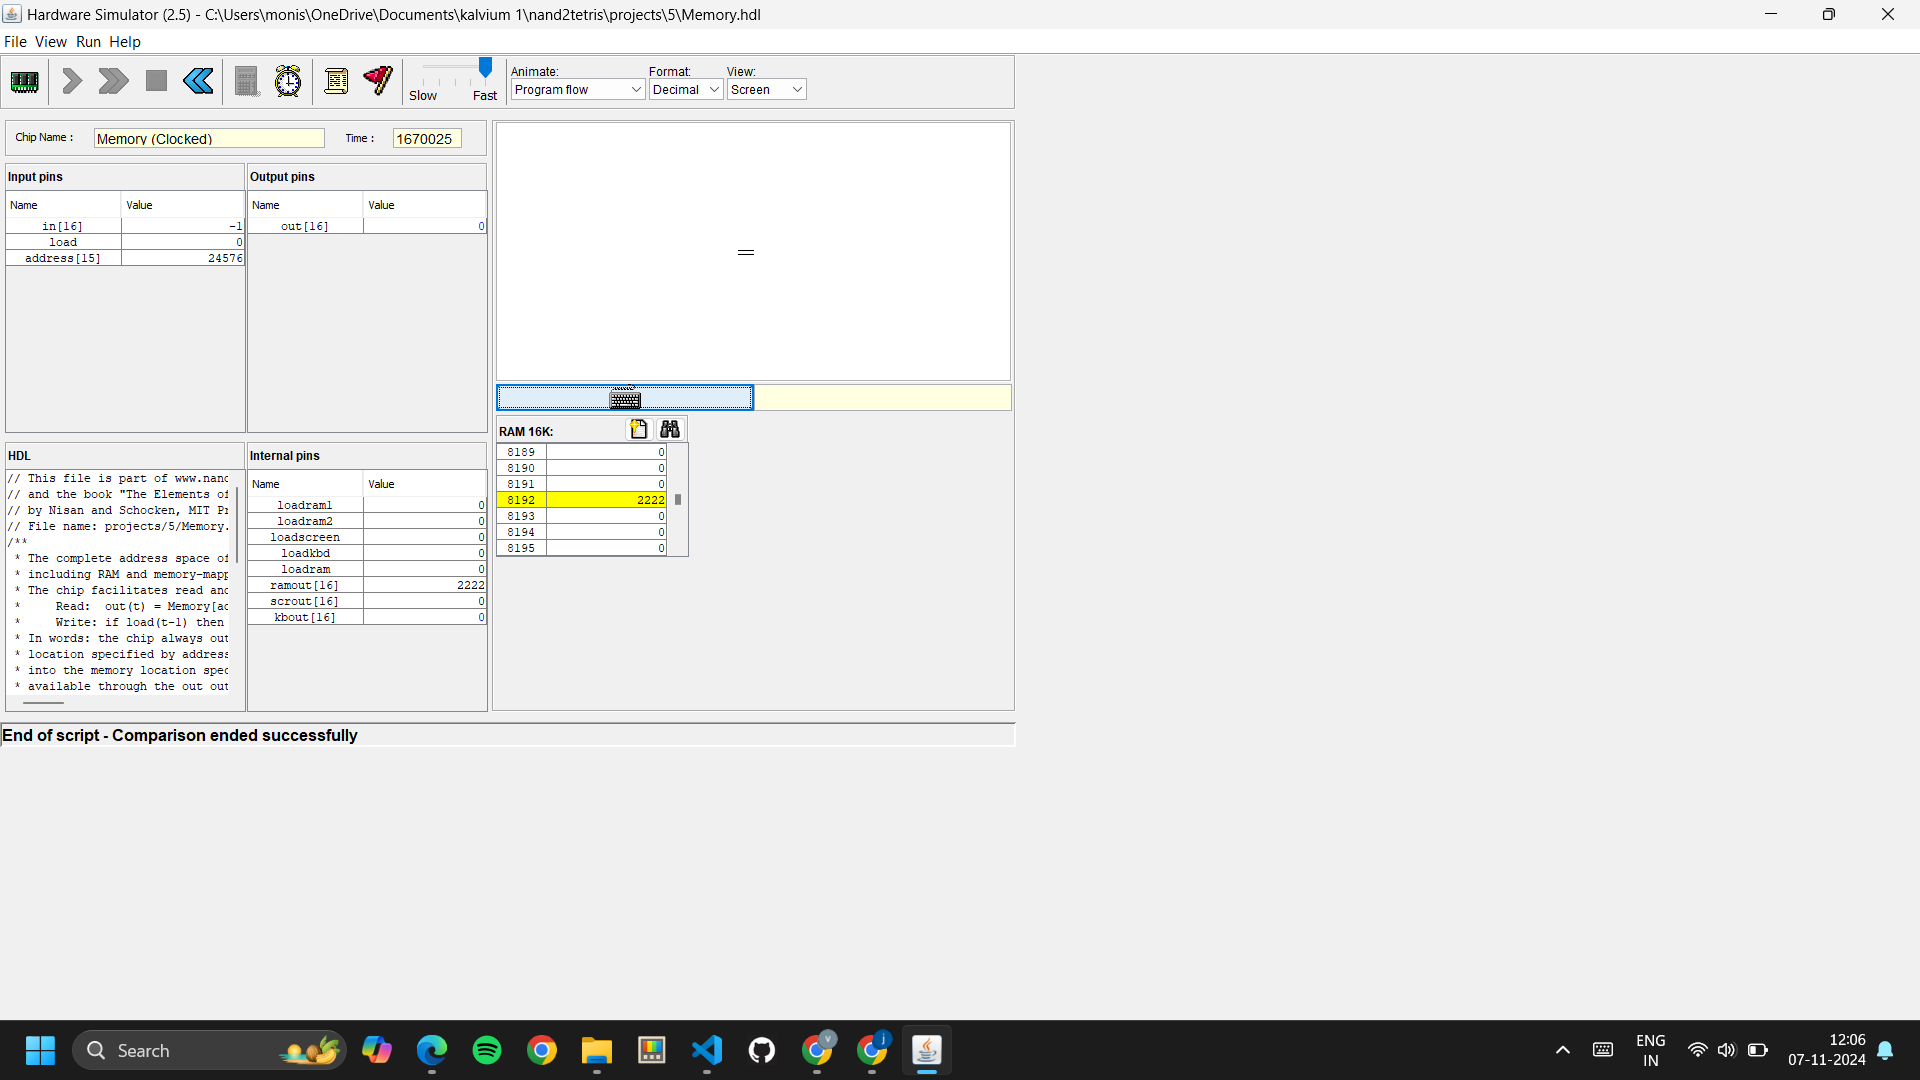 Hardware Simulator (2.5) - C:\Users\monis\OneDrive\Documents\kalvium 1\nand2tetris\projects\5\Memory.hdl
File View Run Help
Slow Fast
Animate: Format: View:
Program flow Decimal Screen
Chip Name : Memory (Clocked) Time : 1670025
Input pins
Name Value
in[16] -1
load 0
address[15] 24576
Output pins
Name Value
out[16] 0
RAM 16K:
8189 0
8190 0
8191 0
8192 2222
8193 0
8194 0
8195 0
HDL
// This file is part of www.nand
// and the book "The Elements of
// by Nisan and Schocken, MIT Pr
// File name: projects/5/Memory.
/**
* The complete address space of
* including RAM and memory-mapp
* The chip facilitates read and
* Read: out(t) = Memory[ad
* Write: if load(t-1) then
* In words: the chip always out
* location specified by address
* into the memory location spec
* available through the out out
Internal pins
Name Value
loadram1 0
loadram2 0
loadscreen 0
loadkbd 0
loadram 0
ramout[16] 2222
scrout[16] 0
kbout[16] 0
End of script - Comparison ended successfully
Search
v
j
ENG
IN
12:06
07-11-2024